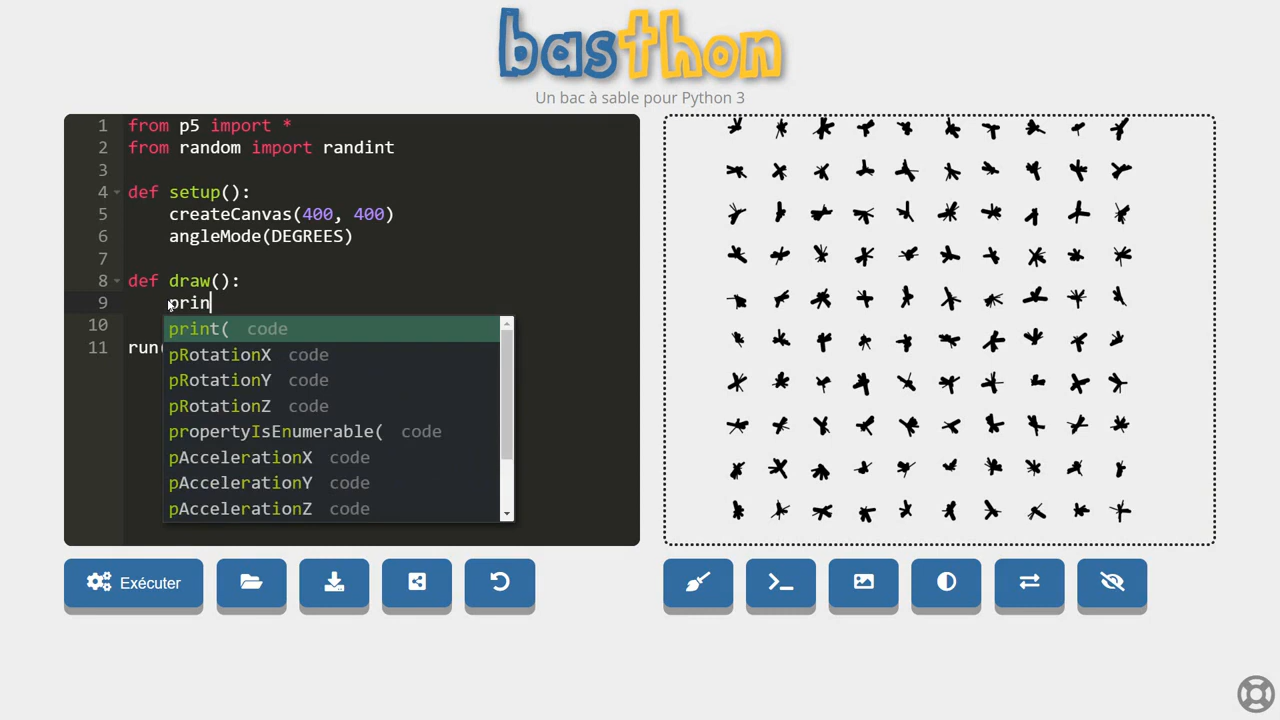 basthon
Un bac à sable pour Python 3
1 from p5 import *
2 from random import randint
3
4 def setup():
5 createCanvas(400, 400)
6 angleMode(DEGREES)
7
8 def draw():
9 prin
10
11 run(
print( code
pRotationX code
pRotationY code
pRotationZ code
propertyIsEnumerable( code
pAccelerationX code
pAccelerationY code
pAccelerationZ code
Exécuter